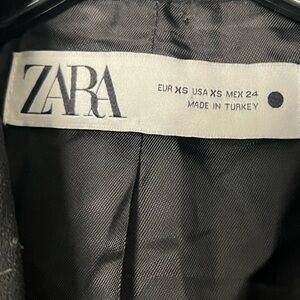 ZARA
EUR XS USA XS MEX 24
MADE IN TURKEY